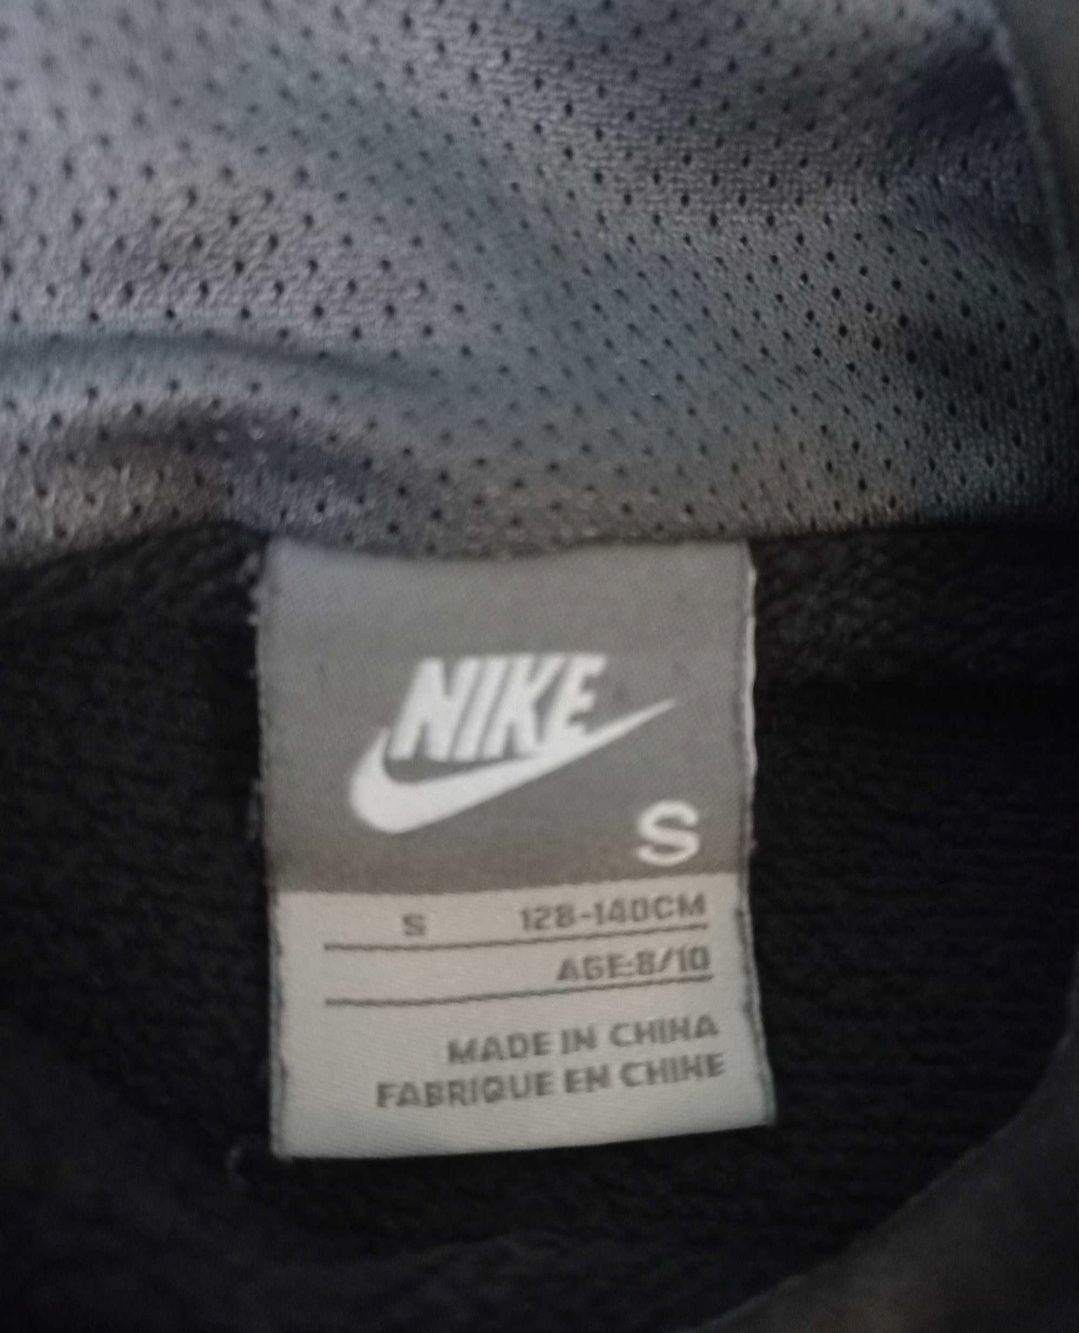 NIKE
S
S 128-140CM
AGE:8/10
MADE IN CHINA
FABRIQUE EN CHINE